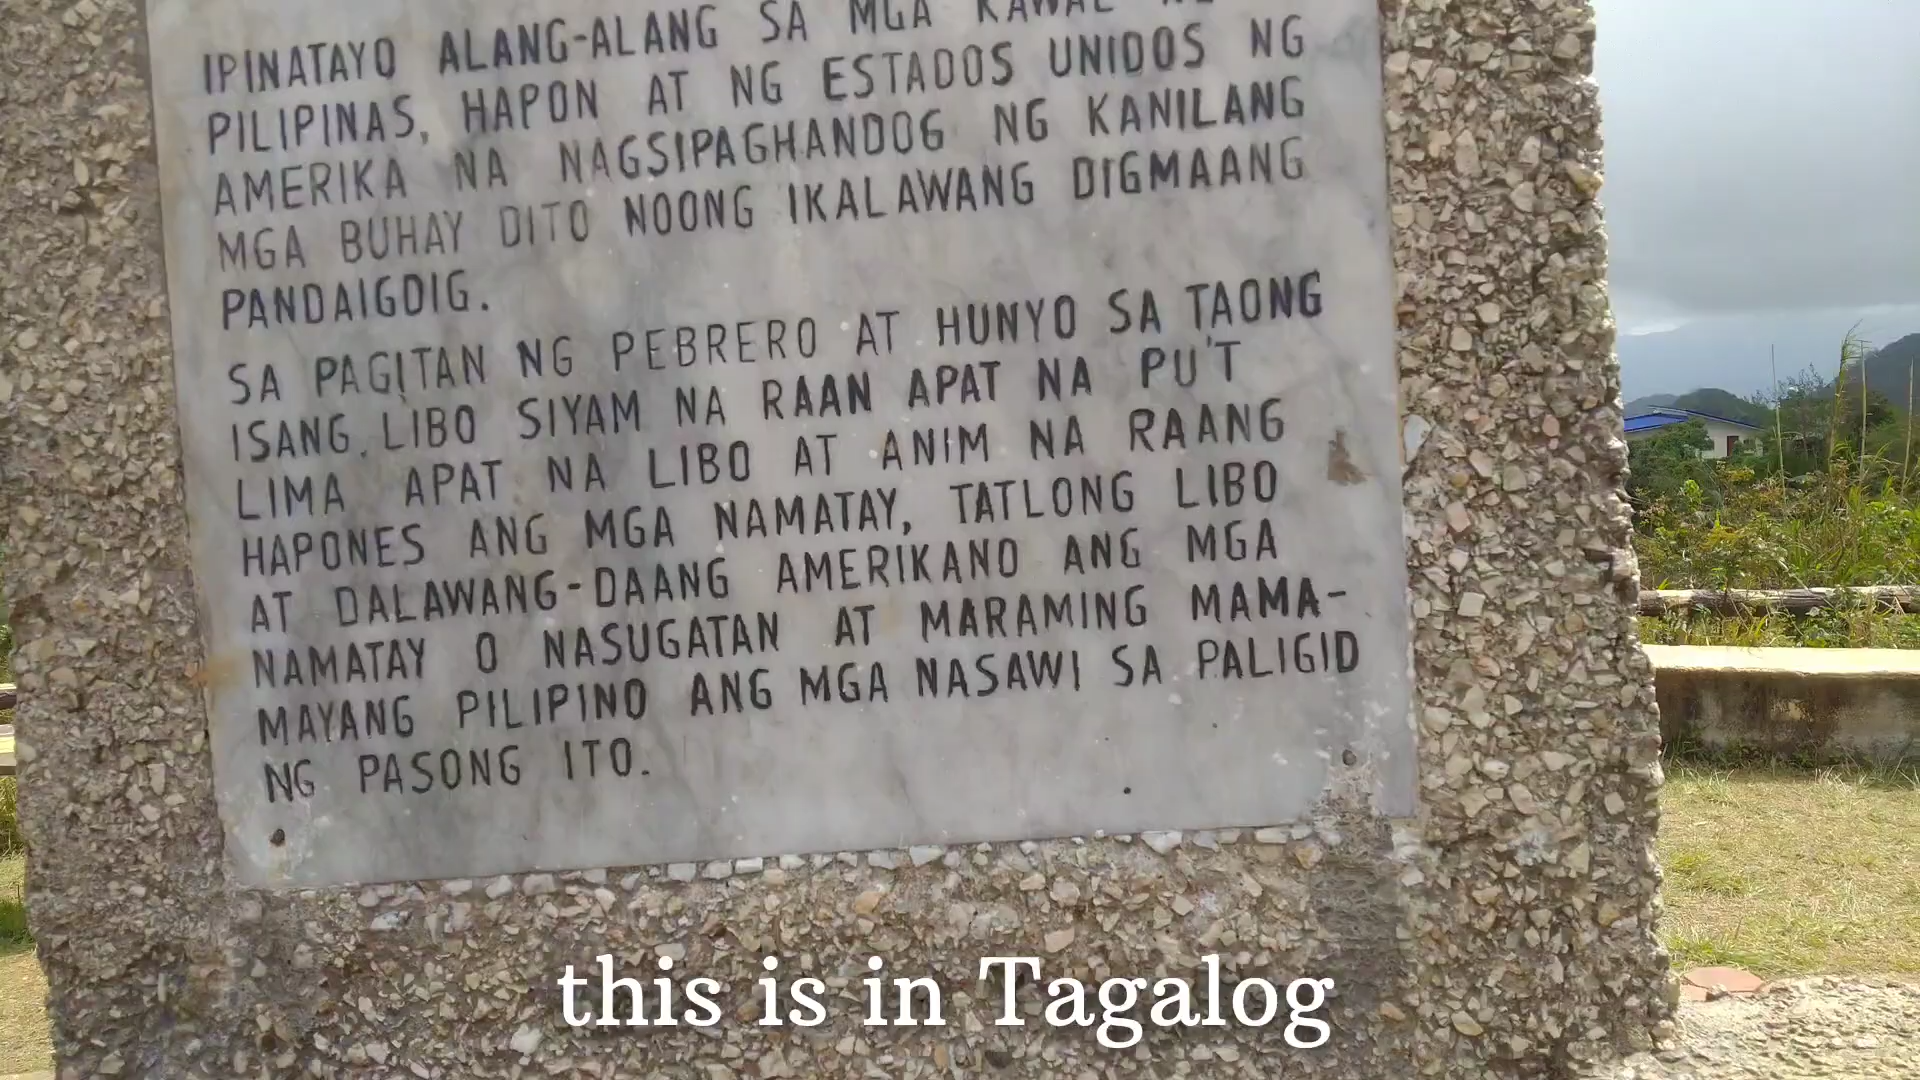 IPINATAYO ALANG-ALANG SA MGA KAWAL
PILIPINAS, HAPON AT NG ESTADOS UNIDOS NG
AMERIKA NA NAGSIPAGHANDOG NG KANILANG
MGA BUHAY DITO NOONG IKALAWANG DIGMAANG
PANDAIGDIG.
SA PAGITAN NG PEBRERO AT HUNYO SA TAONG
ISANG LIBO SIYAM NA RAAN APAT NA PU'T
LIMA APAT NA LIBO AT ANIM NA RAANG
HAPONES ANG MGA NAMATAY, TATLONG LIBO
AT DALAWANG-DAANG AMERIKANO ANG MGA
NAMATAY O NASUGATAN AT MARAMING MAMA-
MAYANG PILIPINO ANG MGA NASAWI SA PALIGID
NG PASONG ITO.
this is in Tagalog